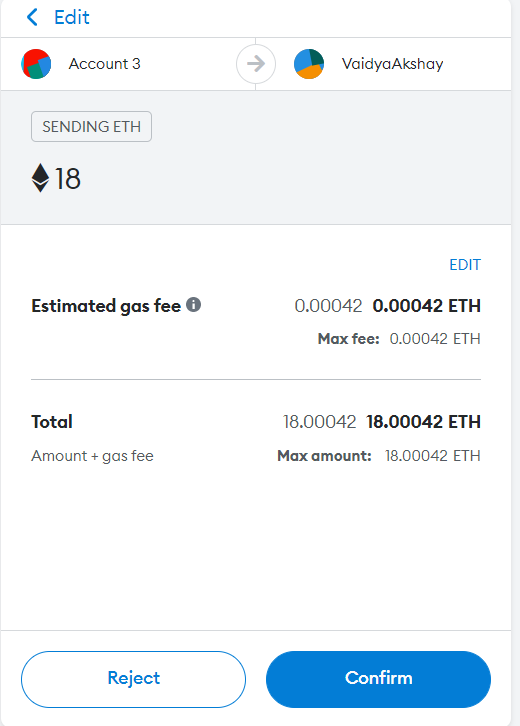 Edit
Account 3 VaidyaAkshay
SENDING ETH
18
EDIT
Estimated gas fee 0.00042 0.00042 ETH
Max fee: 0.00042 ETH
Total 18.00042 18.00042 ETH
Amount + gas fee Max amount: 18.00042 ETH
Reject Confirm